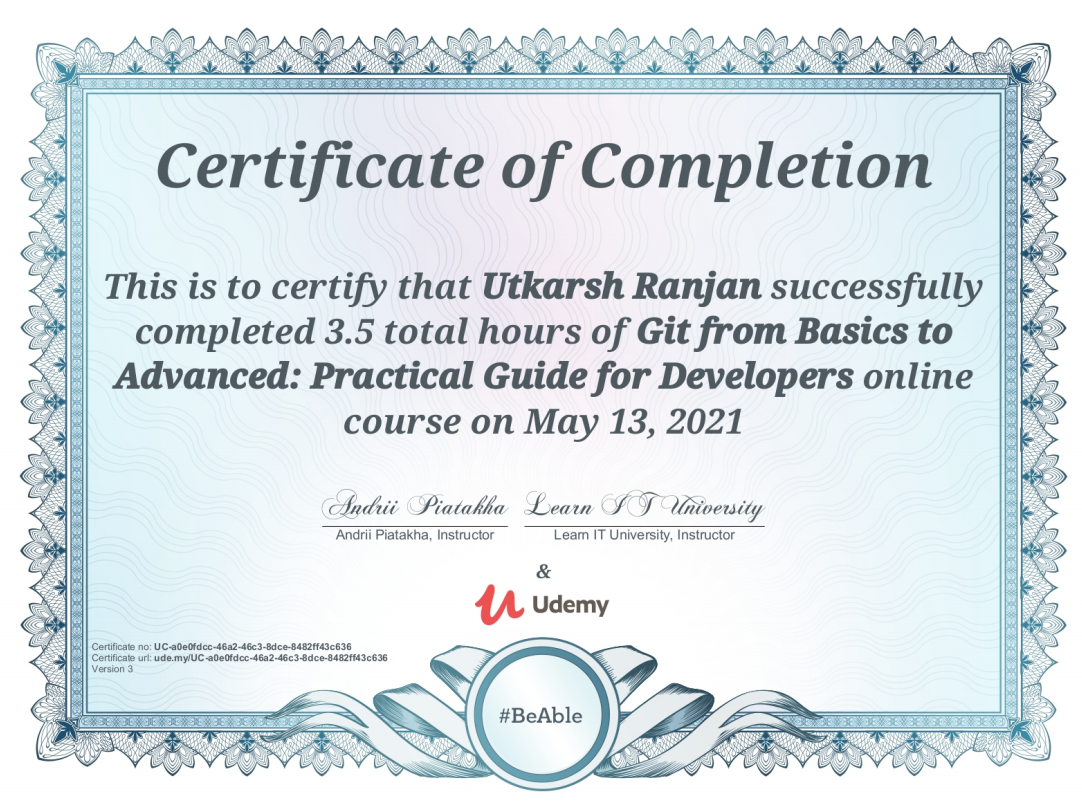 Certificate of Completion
This is to certify that Utkarsh Ranjan successfully
completed 3.5 total hours of Git from Basics to
Advanced: Practical Guide for Developers online
course on May 13, 2021
Andrii Piatakha Learn IT University
Andrii Piatakha, Instructor Learn IT University, Instructor
&
Udemy
Certificate no: UC-a0e0fdcc-46a2-46c3-8dce-8482ff43c636
Certificate url: ude.my/UC-a0e0fdcc-46a2-46c3-8dce-8482ff43c636
Version 3
#BeAble